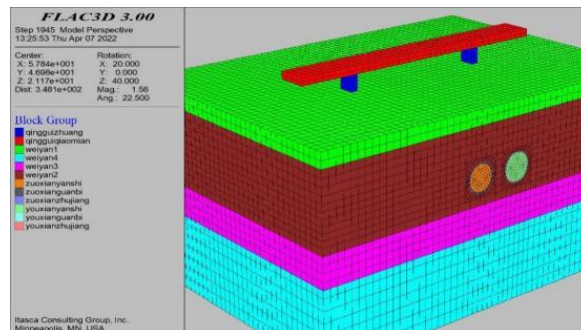 FLAC3D 3.00
Step 1945 Model Perspective
13:25:53 Thu Apr 07 2022
Center:
X: 5.784e+001
Y: 4.698e+001
Z: 2.117e+001
Dist: 3.481e+002
Rotation:
X: 20.000
Y: 0.000
Z: 40.000
Mag.: 1.56
Ang.: 22.500
Block Group
qingguizhuang
qingguiqiaomian
weiyan1
weiyan4
weiyan3
weiyan2
zuoxianyanshi
zuoxianguanbi
zuoxianzhujiang
youxianyanshi
youxianguanbi
youxianzhujiang
Itasca Consulting Group, Inc.
Minneapolis, MN USA